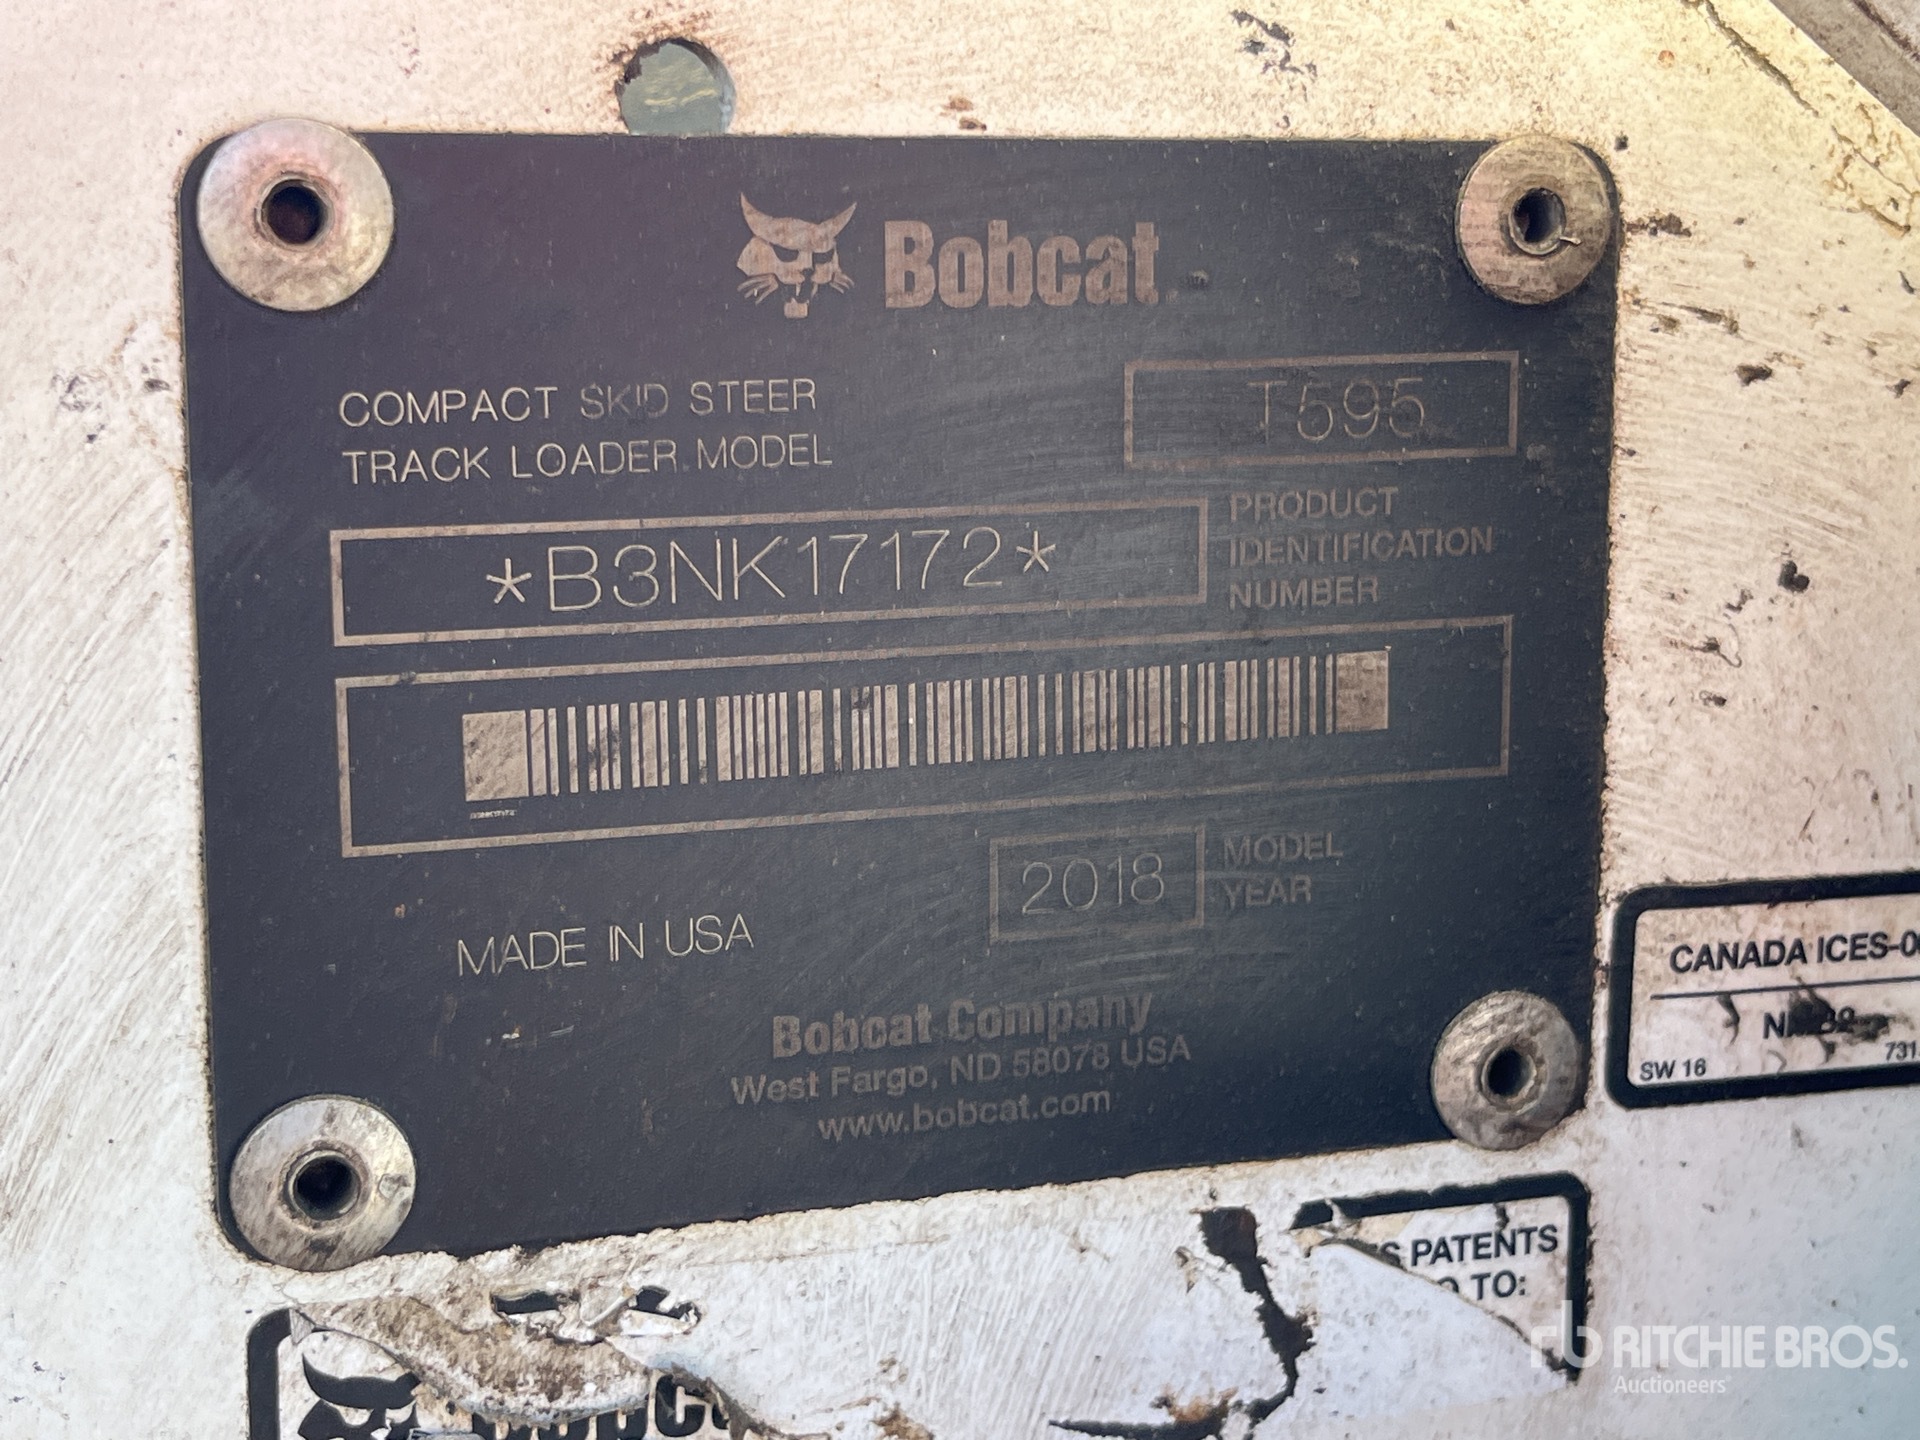 Bobcat
COMPACT SKID STEER
TRACK LOADER MODEL
T595
*B3NK17172*
PRODUCT
IDENTIFICATION
NUMBER
2018
MODEL
YEAR
MADE IN USA
Bobcat Company
West Fargo, ND 58078 USA
www.bobcat.com
CANADA ICES-0
SW 16
731
PATENTS
TO:
RITCHIE BROS.
Auctioneers